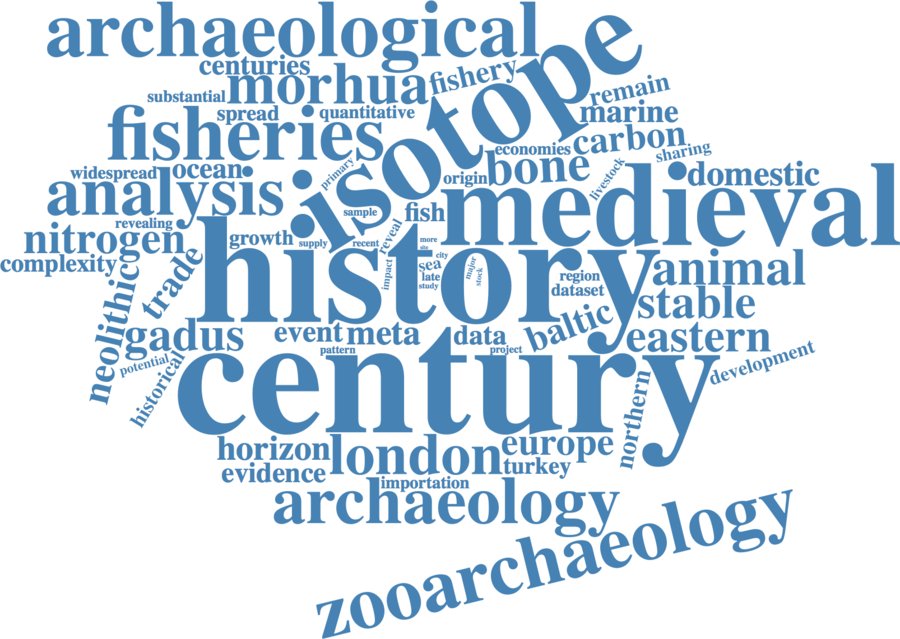 archaeological
isotope
centuries
morhua
fishery
remain
substantial
spread
quantitative
marine
fisheries
economies
carbon
sharing
widespread
ocean
primary
origin
bone
livestock
domestic
analysis
sample
fish
medieval
revealing
nitrogen
growth
supply
recent
reveal
more
site
city
complexity
trade
history
impact
sea
late
study
major
stock
region
dataset
animal
stable
neolithic
gadus
event
meta
data
baltic
eastern
pattern
project
potential
historical
century
development
northern
horizon
london
europe
evidence
turkey
importation
archaeology
zooarchaeology